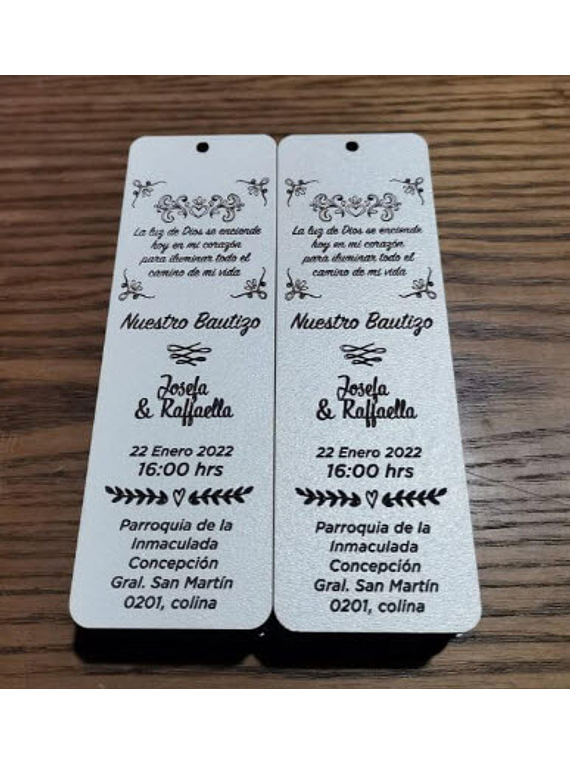 La luz de Dios se enciende
hoy en mi corazón
para iluminar todo el
camino de mi vida
Nuestro Bautizo
Josefa
& Raffaella
22 Enero 2022
16:00 hrs
Parroquia de la
Inmaculada
Concepción
Gral. San Martín
0201, colina
La luz de Dios se enciende
hoy en mi corazón
para iluminar todo el
camino de mi vida
Nuestro Bautizo
Josefa
& Raffaella
22 Enero 2022
16:00 hrs
Parroquia de la
Inmaculada
Concepción
Gral. San Martín
0201, colina